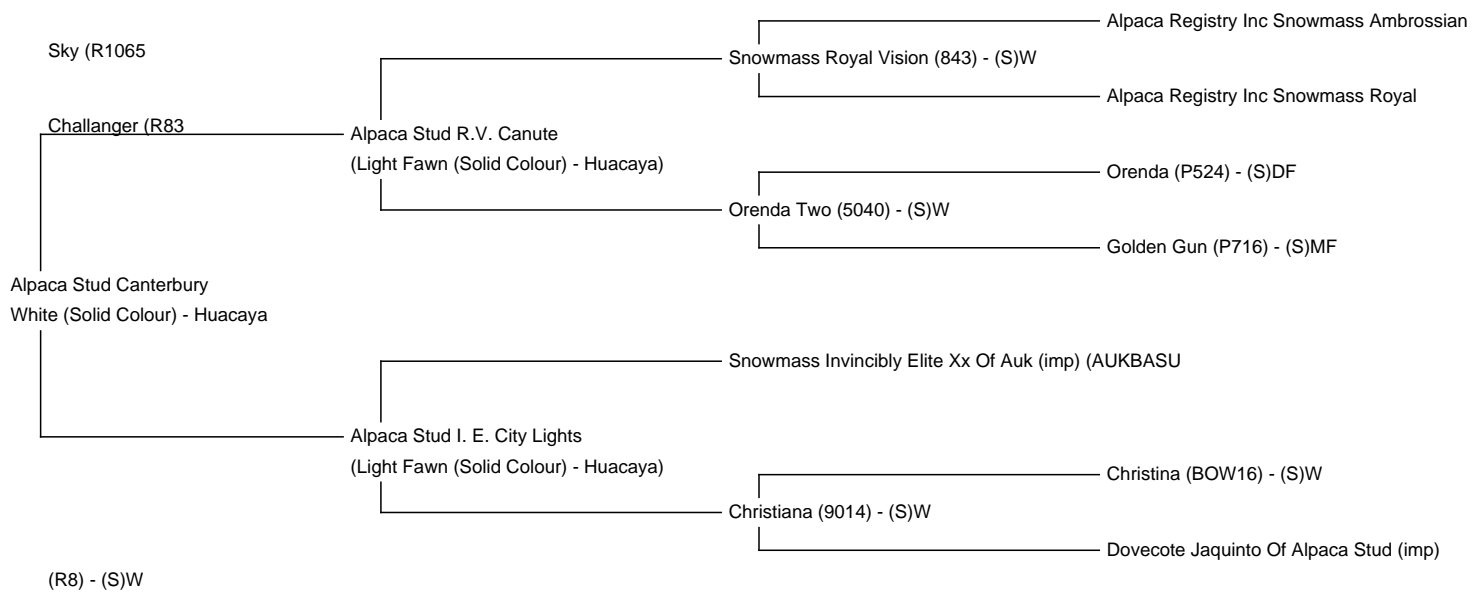 Alpaca Registry Inc Snowmass Ambrossian
Sky (R1065
Snowmass Royal Vision (843) - (S)W
Alpaca Registry Inc Snowmass Royal
Challanger (R83
Alpaca Stud R.V. Canute
(Light Fawn (Solid Colour) - Huacaya)
Orenda (P524) - (S)DF
Orenda Two (5040) - (S)W
Golden Gun (P716) - (S)MF
Alpaca Stud Canterbury
White (Solid Colour) - Huacaya
Snowmass Invincibly Elite Xx Of Auk (imp) (AUKBASU
Alpaca Stud I. E. City Lights
(Light Fawn (Solid Colour) - Huacaya)
Christina (BOW16) - (S)W
Christiana (9014) - (S)W
Dovecote Jaquinto Of Alpaca Stud (imp)
(R8) - (S)W